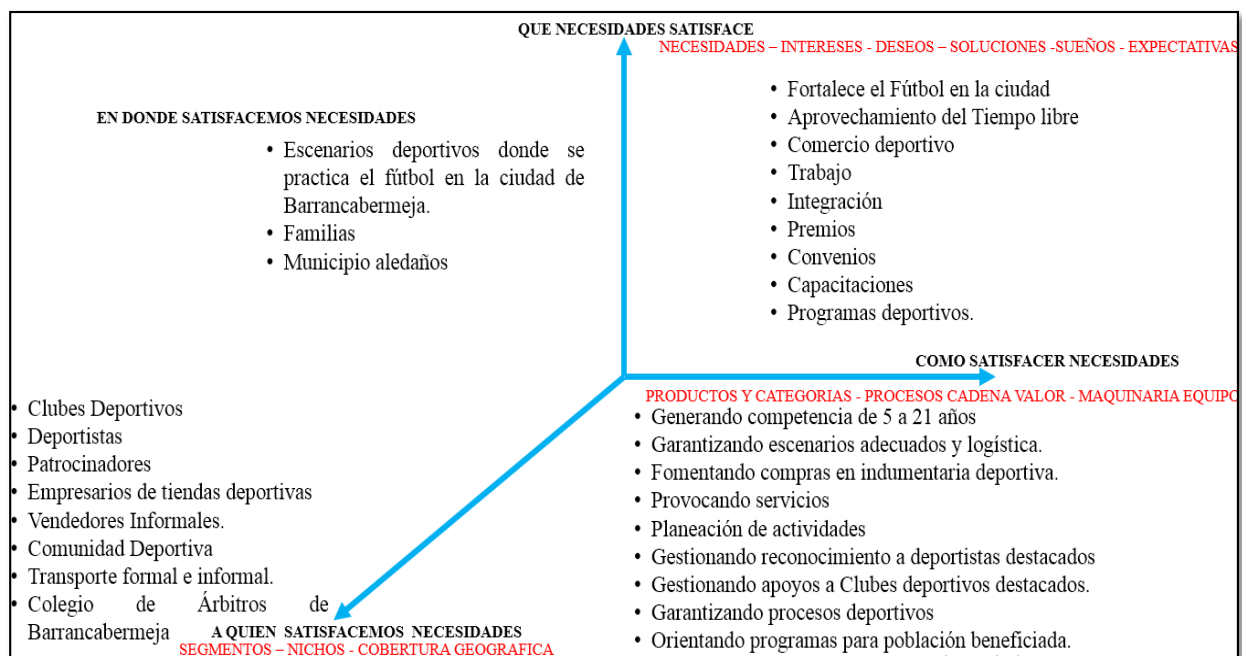 QUE NECESIDADES SATISFACE
NECESIDADES – INTERESES - DESEOS – SOLUCIONES -SUEÑOS - EXPECTATIVAS
• Fortalece el Fútbol en la ciudad
• Aprovechamiento del Tiempo libre
• Comercio deportivo
• Trabajo
• Integración
• Premios
• Convenios
• Capacitaciones
• Programas deportivos.
EN DONDE SATISFACEMOS NECESIDADES
• Escenarios deportivos donde se
practica el fútbol en la ciudad de
Barrancabermeja.
• Familias
• Municipio aledaños
COMO SATISFACER NECESIDADES
PRODUCTOS Y CATEGORIAS - PROCESOS CADENA VALOR - MAQUINARIA EQUIPO
• Generando competencia de 5 a 21 años
• Garantizando escenarios adecuados y logística.
• Fomentando compras en indumentaria deportiva.
• Provocando servicios
• Planeación de actividades
• Gestionando reconocimiento a deportistas destacados
• Gestionando apoyos a Clubes deportivos destacados.
• Garantizando procesos deportivos
• Orientando programas para población beneficiada.
• Clubes Deportivos
• Deportistas
• Patrocinadores
• Empresarios de tiendas deportivas
• Vendedores Informales.
• Comunidad Deportiva
• Transporte formal e informal.
• Colegio de Árbitros de
Barrancabermeja
A QUIEN SATISFACEMOS NECESIDADES
SEGMENTOS – NICHOS - COBERTURA GEOGRAFICA